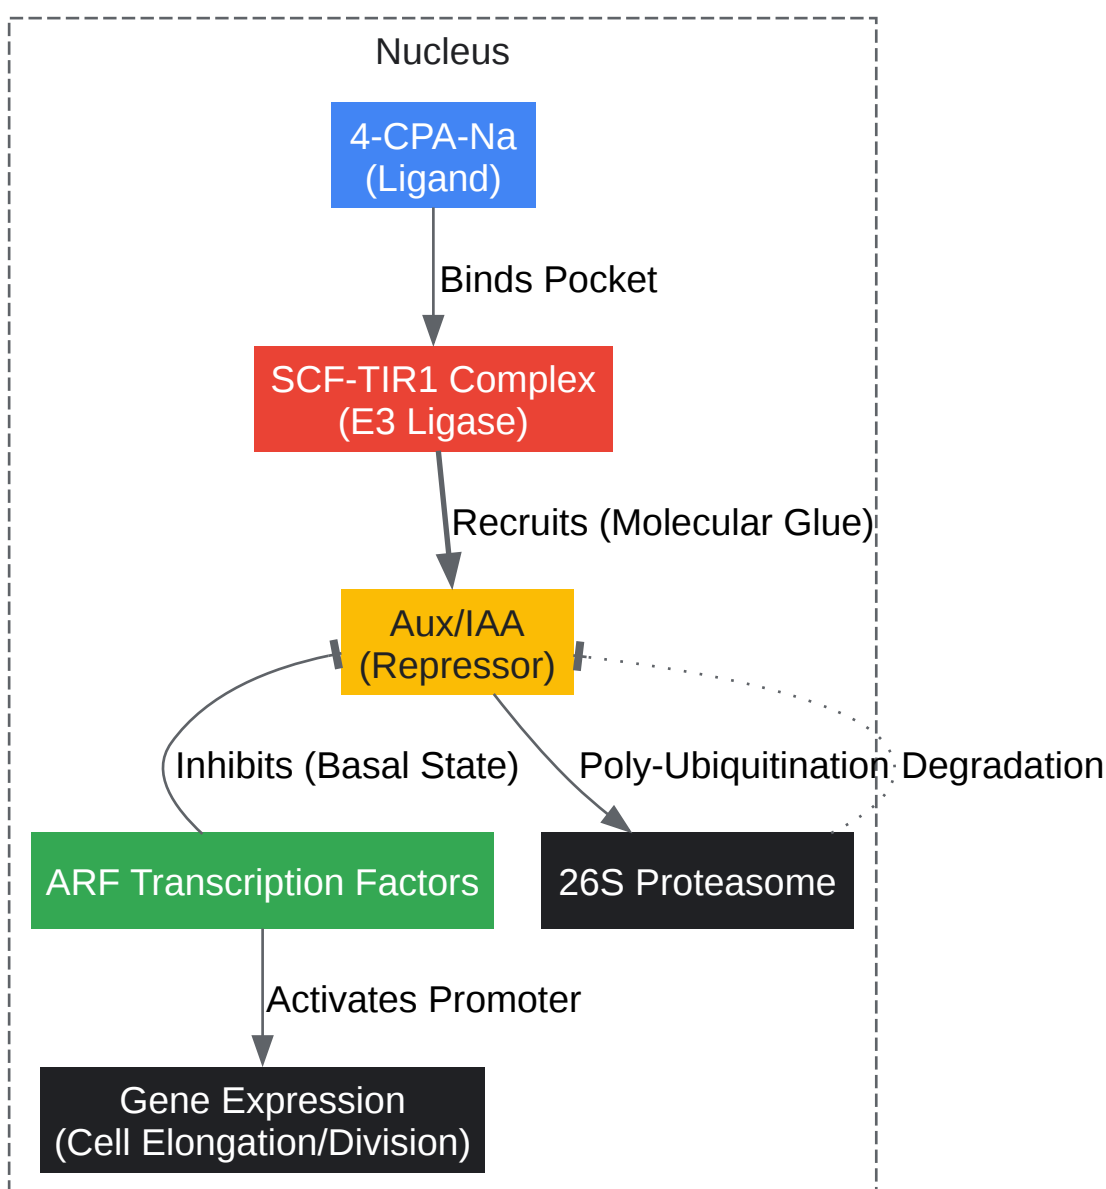 Nucleus
4-CPA-Na
(Ligand)
Binds Pocket
SCF-TIR1 Complex
(E3 Ligase)
Recruits (Molecular Glue)
Aux/IAA
(Repressor)
Inhibits (Basal State)
Poly-Ubiquitination
Degradation
ARF Transcription Factors
26S Proteasome
Activates Promoter
Gene Expression
(Cell Elongation/Division)